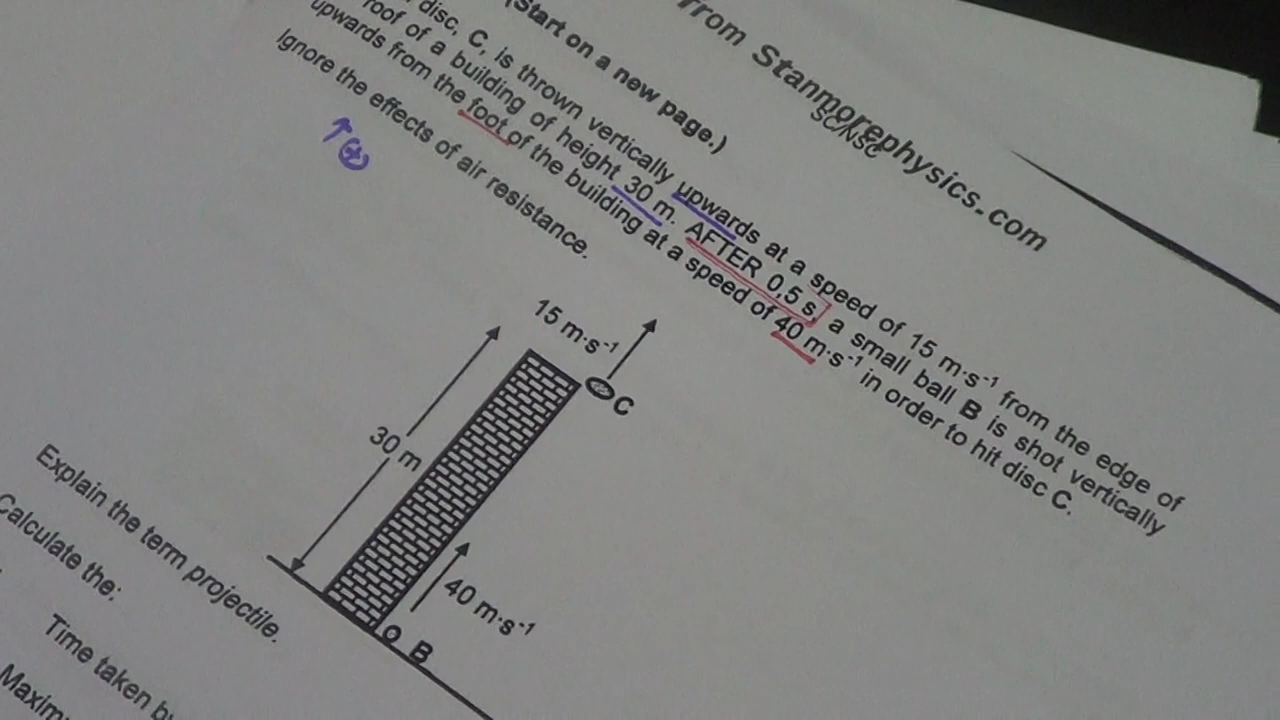 from Stanmorephysics.com
SC/NSC
(Start on a new page.)
disc, C, is thrown vertically upwards at a speed of 15 m·s⁻¹ from the edge of
roof of a building of height 30 m. AFTER 0,5 s, a small ball B is shot vertically
upwards from the foot of the building at a speed of 40 m·s⁻¹ in order to hit disc C.
Ignore the effects of air resistance.
15 m·s⁻¹
C
30 m
40 m·s⁻¹
B
Explain the term projectile.
Calculate the:
Time taken by